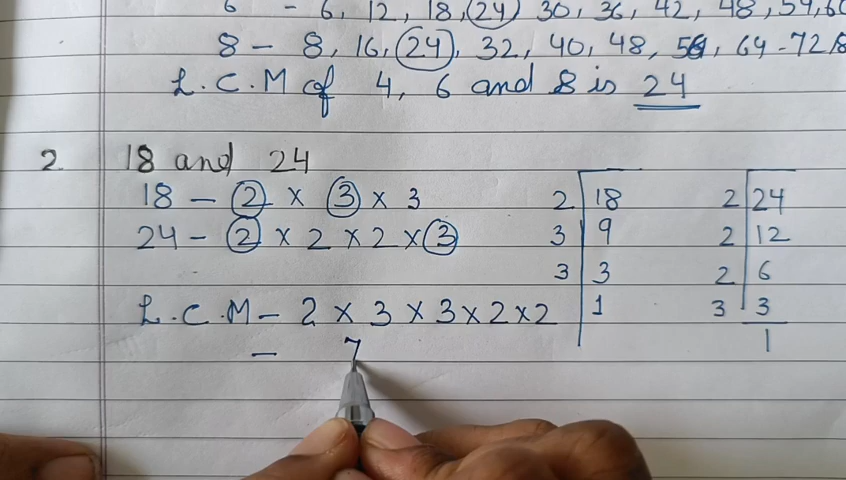 6 - 6, 12, 18, 24, 30, 36, 42, 48, 54, 60
8 - 8, 16, 24, 32, 40, 48, 56, 64 - 72, 8
L.C.M of 4, 6 and 8 is 24
2 18 and 24
18 - 2 × 3 × 3
24 - 2 × 2 × 2 × 3
L.C.M - 2 × 3 × 3 × 2 × 2
- 7
2 18
3 9
3 3
1
2 24
2 12
2 6
3 3
1